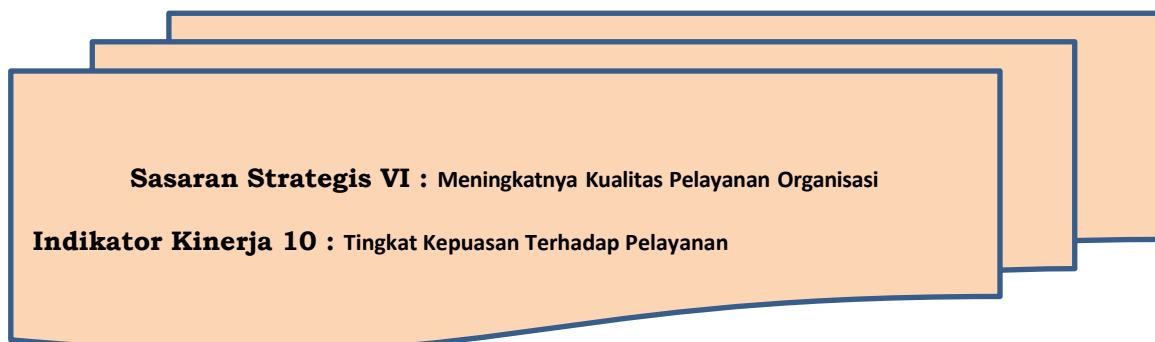 Sasaran Strategis VI : Meningkatnya Kualitas Pelayanan Organisasi
Indikator Kinerja 10 : Tingkat Kepuasan Terhadap Pelayanan